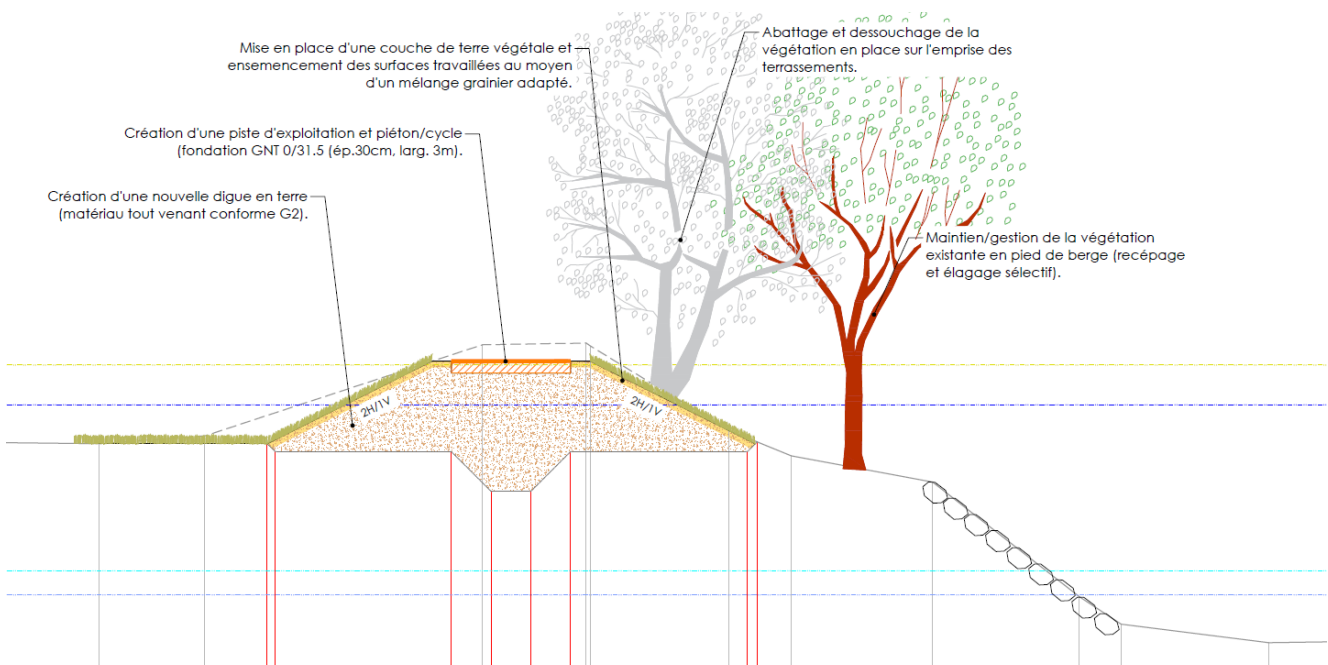 Mise en place d'une couche de terre végétale et
ensemencement des surfaces travaillées au moyen
d'un mélange grainier adapté.
Abattage et dessouchage de la
végétation en place sur l'emprise des
terrassements.
Création d'une piste d'exploitation et piéton/cycle
(fondation GNT 0/31.5 (ép.30cm, larg. 3m).
Création d'une nouvelle digue en terre
(matériau tout venant conforme G2).
Maintien/gestion de la végétation
existante en pied de berge (recépage
et élagage sélectif).
2H/1V
2H/1V